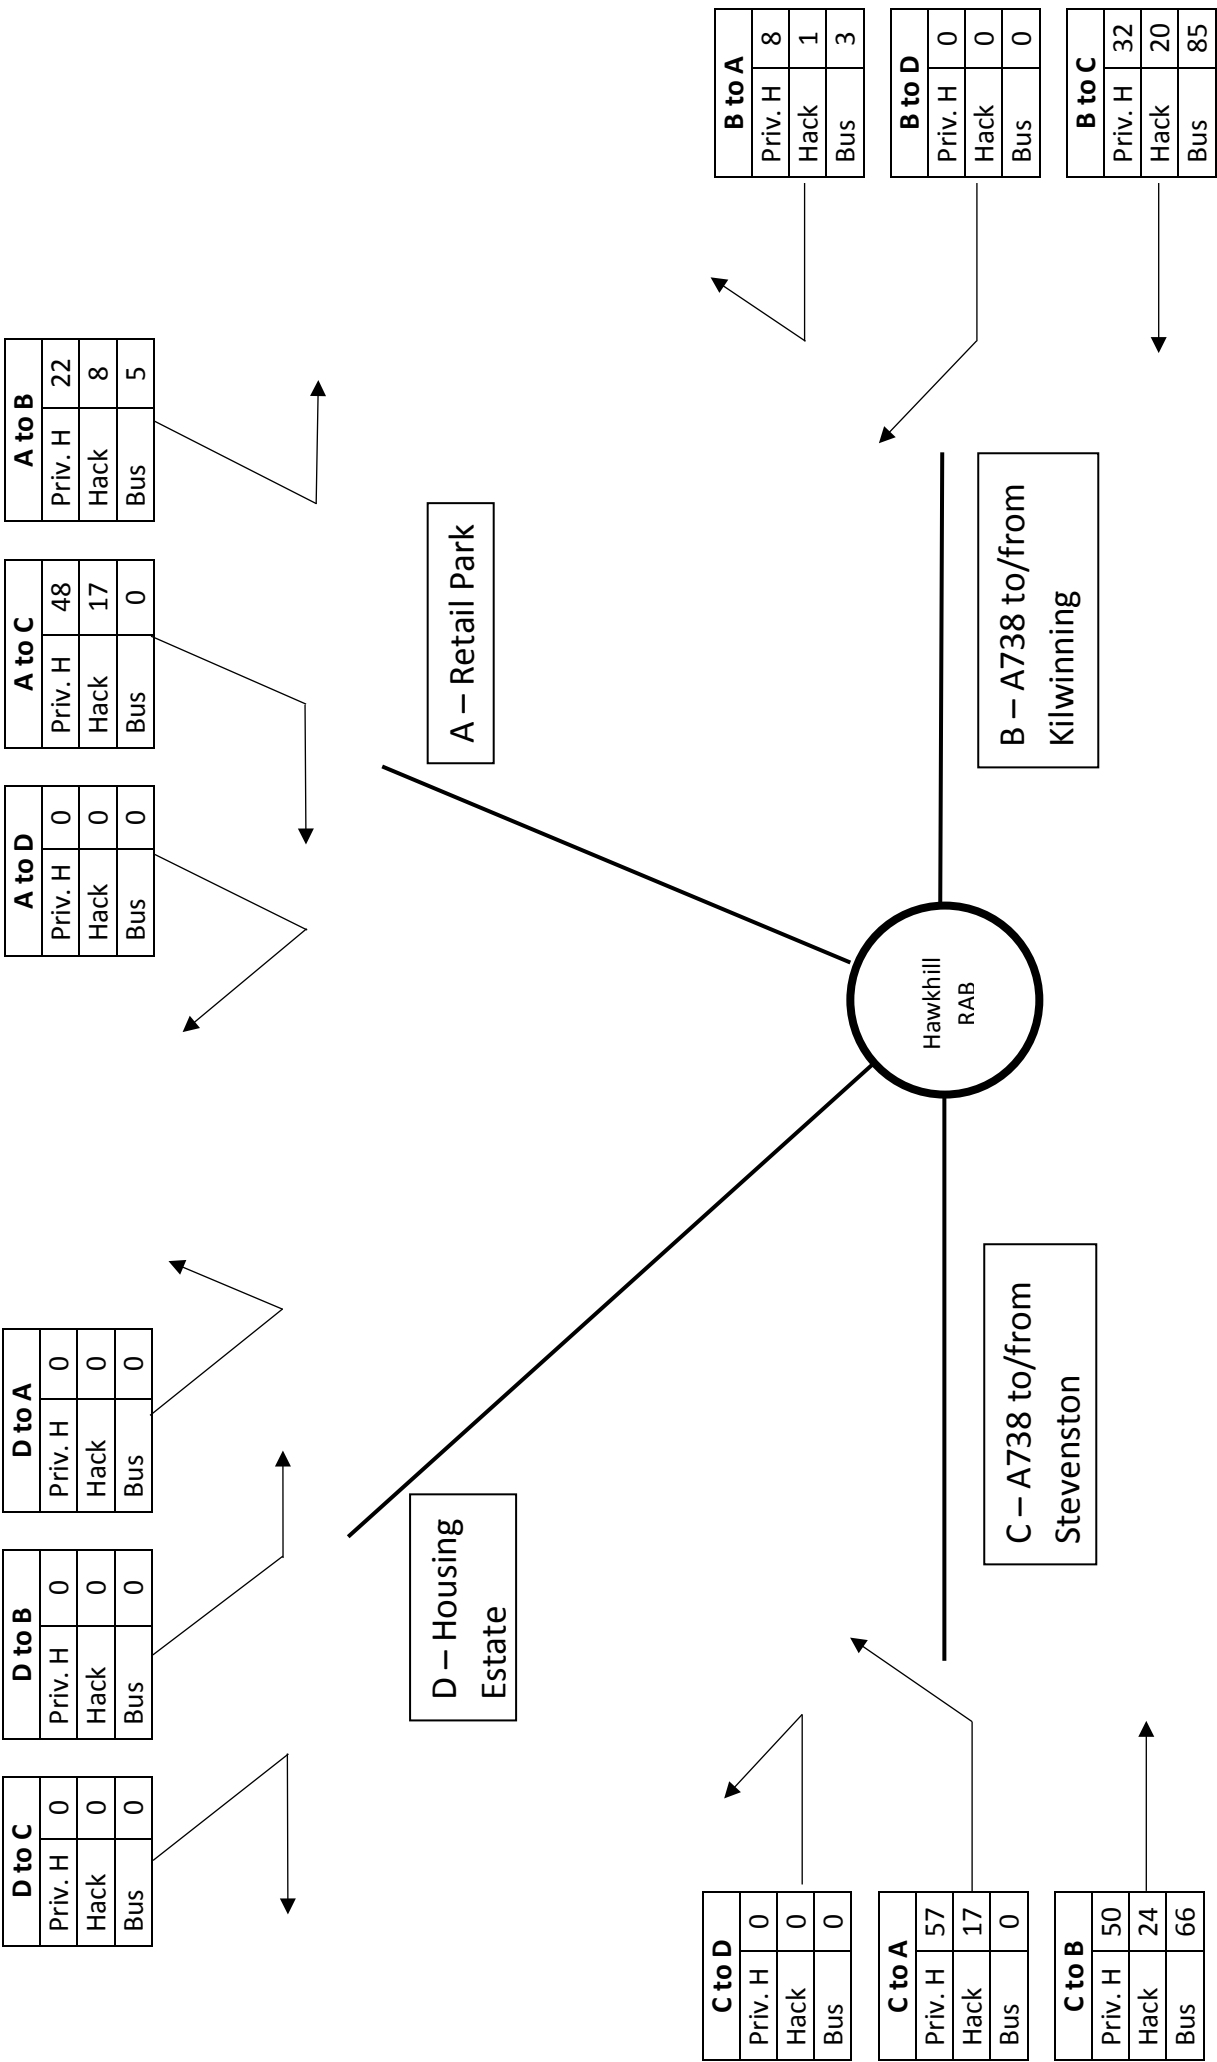 D to C
Priv. H 0
Hack 0
Bus 0
D to B
Priv. H 0
Hack 0
Bus 0
D to A
Priv. H 0
Hack 0
Bus 0
A to D
Priv. H 0
Hack 0
Bus 0
A to C
Priv. H 48
Hack 17
Bus 0
A to B
Priv. H 22
Hack 8
Bus 5
D – Housing
Estate
A – Retail Park
C to D
Priv. H 0
Hack 0
Bus 0
C to A
Priv. H 57
Hack 17
Bus 0
C to B
Priv. H 50
Hack 24
Bus 66
Hawkhill
RAB
C – A738 to/from
Stevenston
B – A738 to/from
Kilwinning
B to A
Priv. H 8
Hack 1
Bus 3
B to D
Priv. H 0
Hack 0
Bus 0
B to C
Priv. H 32
Hack 20
Bus 85